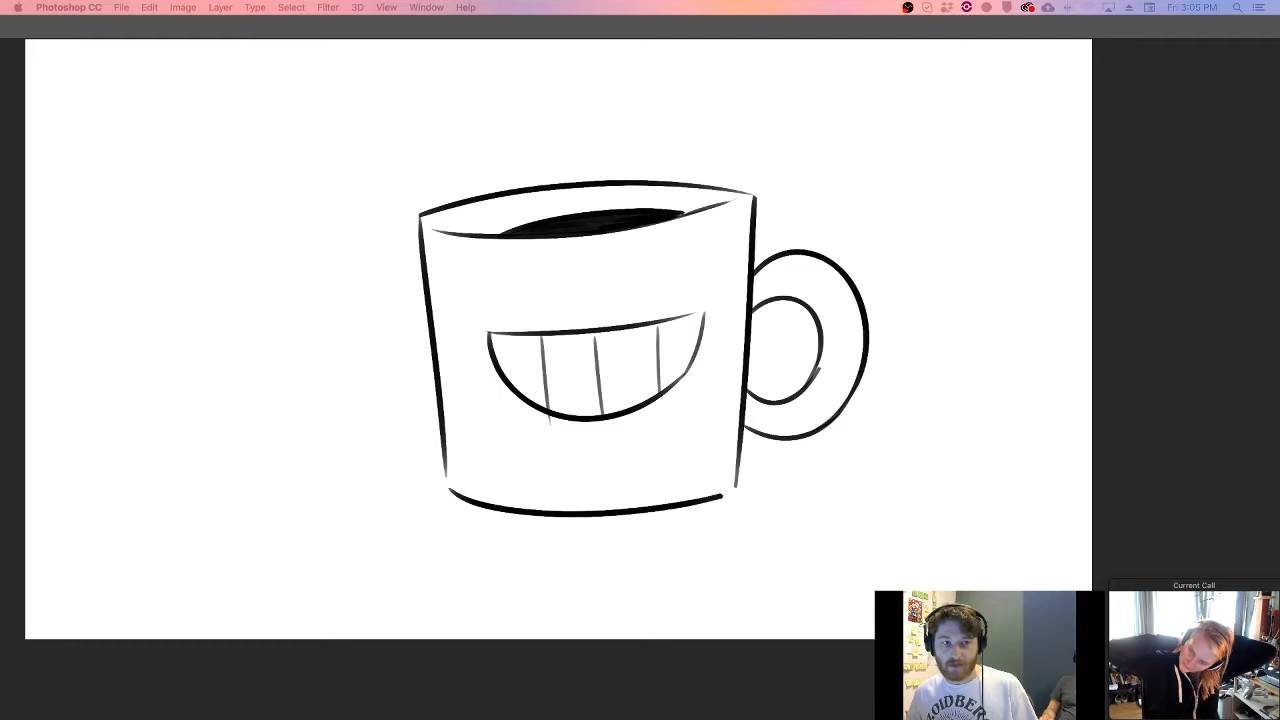 Photoshop CC File Edit Image Layer Type Select Filter 3D View Window Help Fri 3:05 PM
Current Call